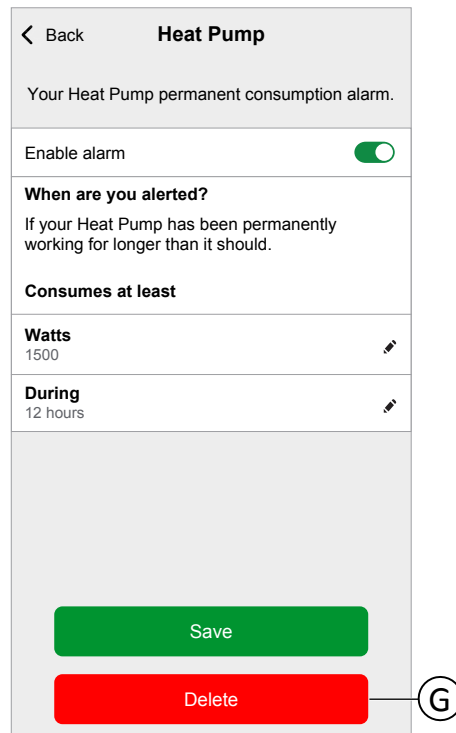 Back Heat Pump
Your Heat Pump permanent consumption alarm.
Enable alarm
When are you alerted?
If your Heat Pump has been permanently
working for longer than it should.
Consumes at least
Watts
1500
During
12 hours
Save
Delete
G